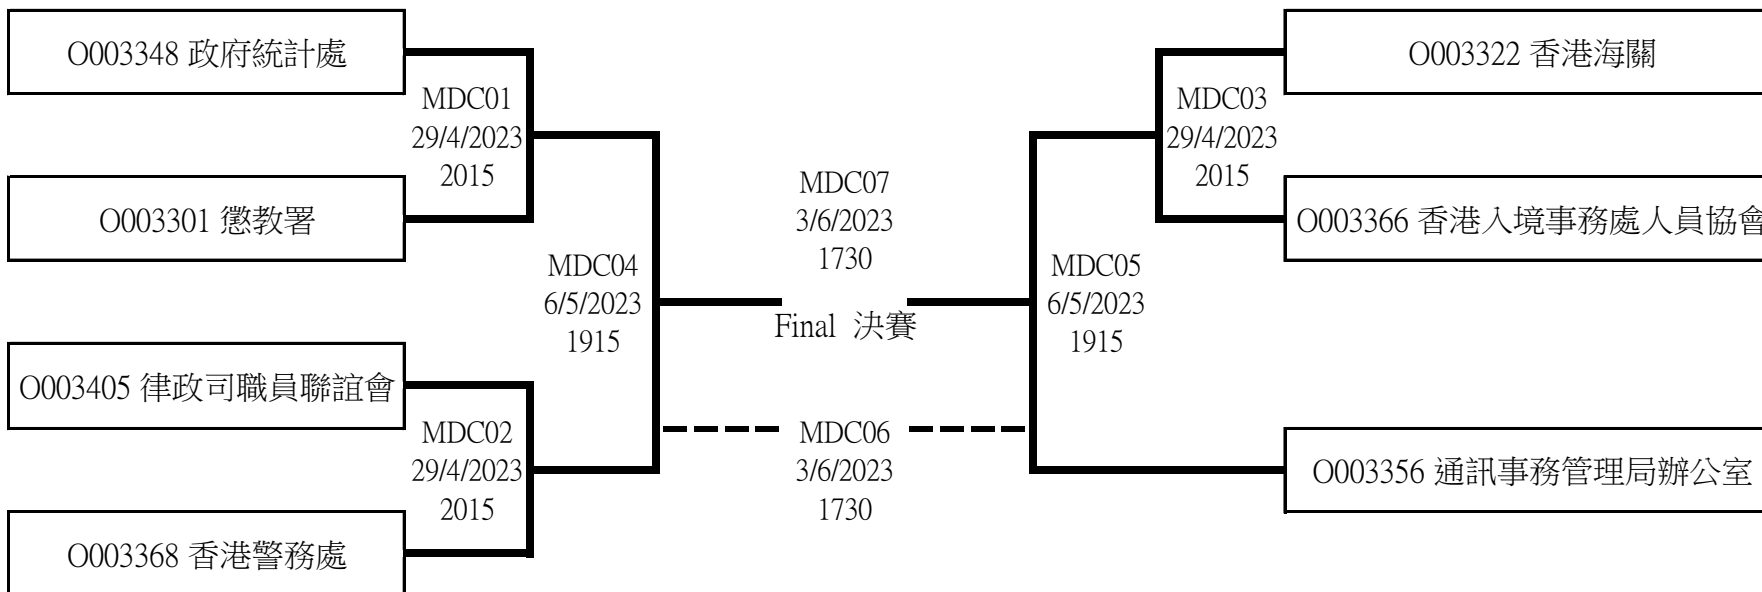 O003348 政府統計處
MDC01
29/4/2023
2015
O003301 懲教署
MDC04
6/5/2023
1915
O003405 律政司職員聯誼會
MDC02
29/4/2023
2015
O003368 香港警務處
MDC07
3/6/2023
1730
Final 決賽
MDC06
3/6/2023
1730
O003322 香港海關
MDC03
29/4/2023
2015
O003366 香港入境事務處人員協會
MDC05
6/5/2023
1915
O003356 通訊事務管理局辦公室